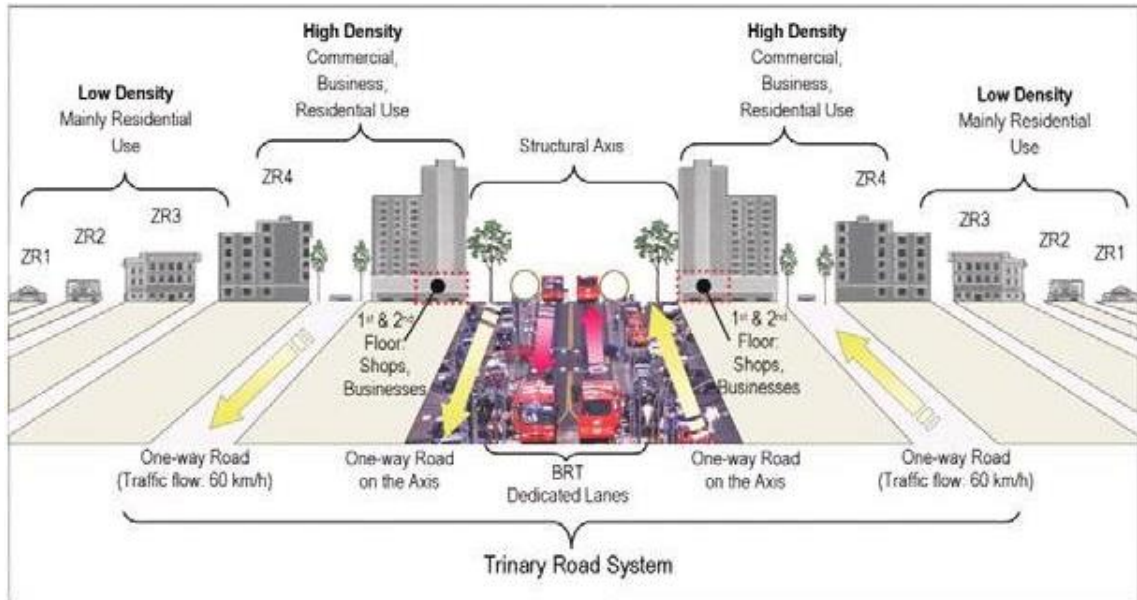 High Density
Commercial,
Business,
Residential Use
High Density
Commercial,
Business,
Residential Use
Low Density
Mainly Residential
Use
Low Density
Mainly Residential
Use
Structural Axis
ZR4
ZR4
ZR3
ZR2
ZR1
ZR3
ZR2
ZR1
1st & 2nd
Floor:
Shops,
Businesses
1st & 2nd
Floor:
Shops,
Businesses
One-way Road
(Traffic flow: 60 km/h)
One-way Road
on the Axis
BRT
Dedicated Lanes
One-way Road
on the Axis
One-way Road
(Traffic flow: 60 km/h)
Trinary Road System